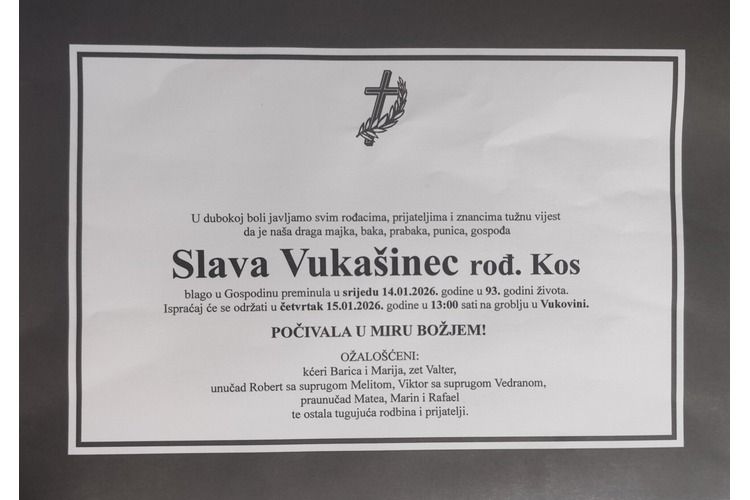 U dubokoj boli javljamo svim rođacima, prijateljima i znancima tužnu vijest
da je naša draga majka, baka, prabaka, punica, gospođa
Slava Vukašinec rođ. Kos
blago u Gospodinu preminula u srijedu 14.01.2026. godine u 93. godini života.
Ispraćaj će se održati u četvrtak 15.01.2026. godine u 13:00 sati na groblju u Vukovini.
POČIVALA U MIRU BOŽJEM!
OŽALOŠĆENI:
kćeri Barica i Marija, zet Valter,
unučad Robert sa suprugom Melitom, Viktor sa suprugom Vedranom,
praunučad Matea, Marin i Rafael
te ostala tugujuća rodbina i prijatelji.